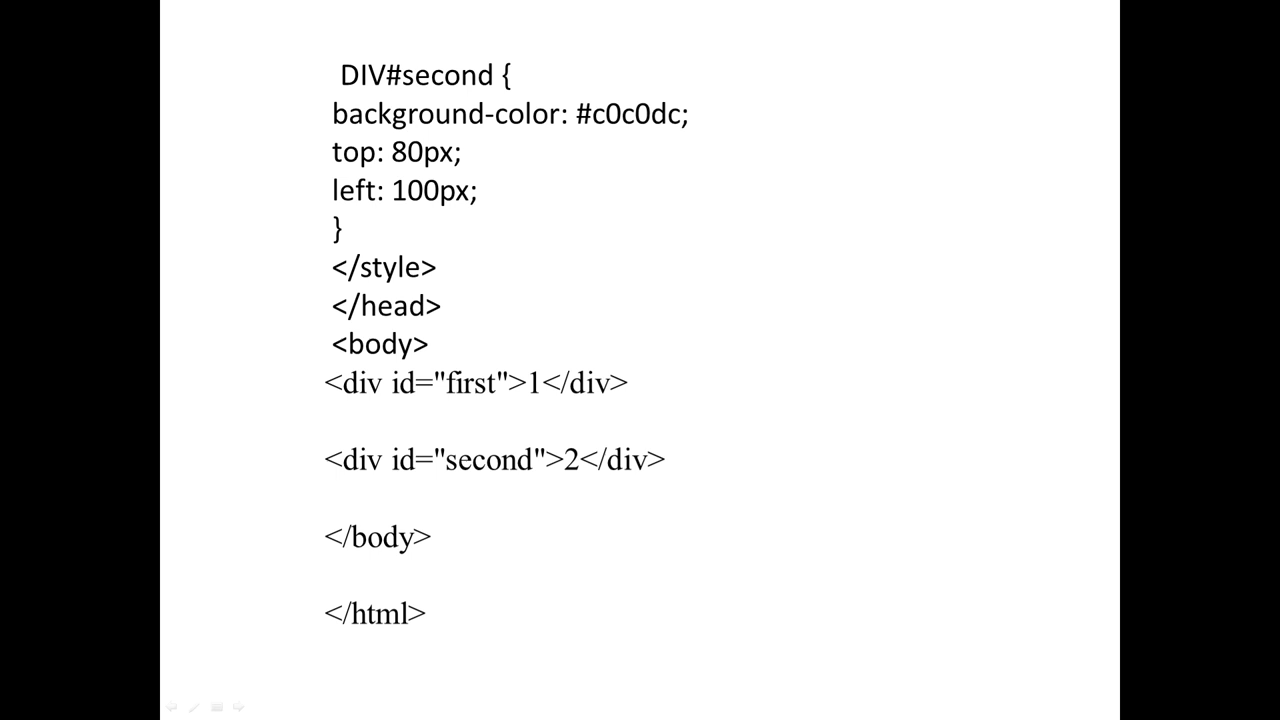 DIV#second {
background-color: #c0c0dc;
top: 80px;
left: 100px;
}
</style>
</head>
<body>
<div id="first">1</div>
<div id="second">2</div>
</body>
</html>